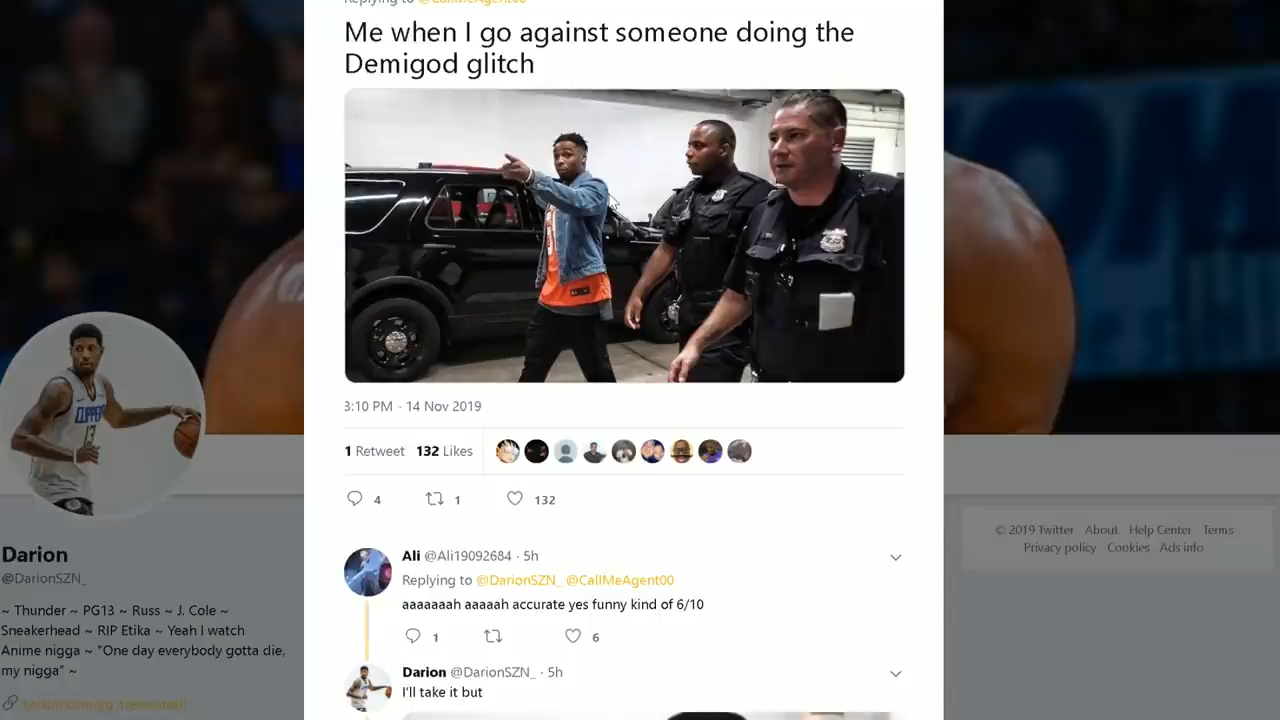 Replying to @CallMeAgent00
Me when I go against someone doing the
Demigod glitch
3:10 PM · 14 Nov 2019
1 Retweet 132 Likes
4 1 132
Ali @Ali19092684 · 5h
Replying to @DarionSZN_ @CallMeAgent00
aaaaaaah aaaaah accurate yes funny kind of 6/10
1 6
Darion @DarionSZN_ · 5h
I'll take it but
CLIPPERS
13
Darion
@DarionSZN_
~ Thunder ~ PG13 ~ Russ ~ J. Cole ~
Sneakerhead ~ RIP Etika ~ Yeah I watch
Anime nigga ~ "One day everybody gotta die,
my nigga" ~
© 2019 Twitter About Help Center Terms
Privacy policy Cookies Ads info